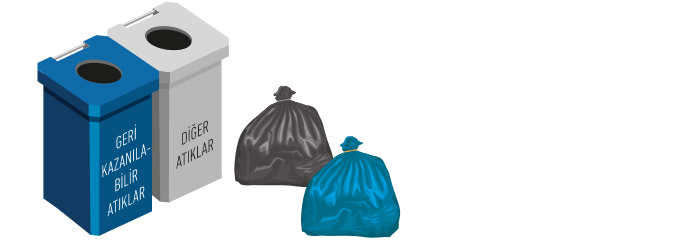 GERİ
KAZANILA-
BİLİR
ATIKLAR
DİĞER
ATIKLAR